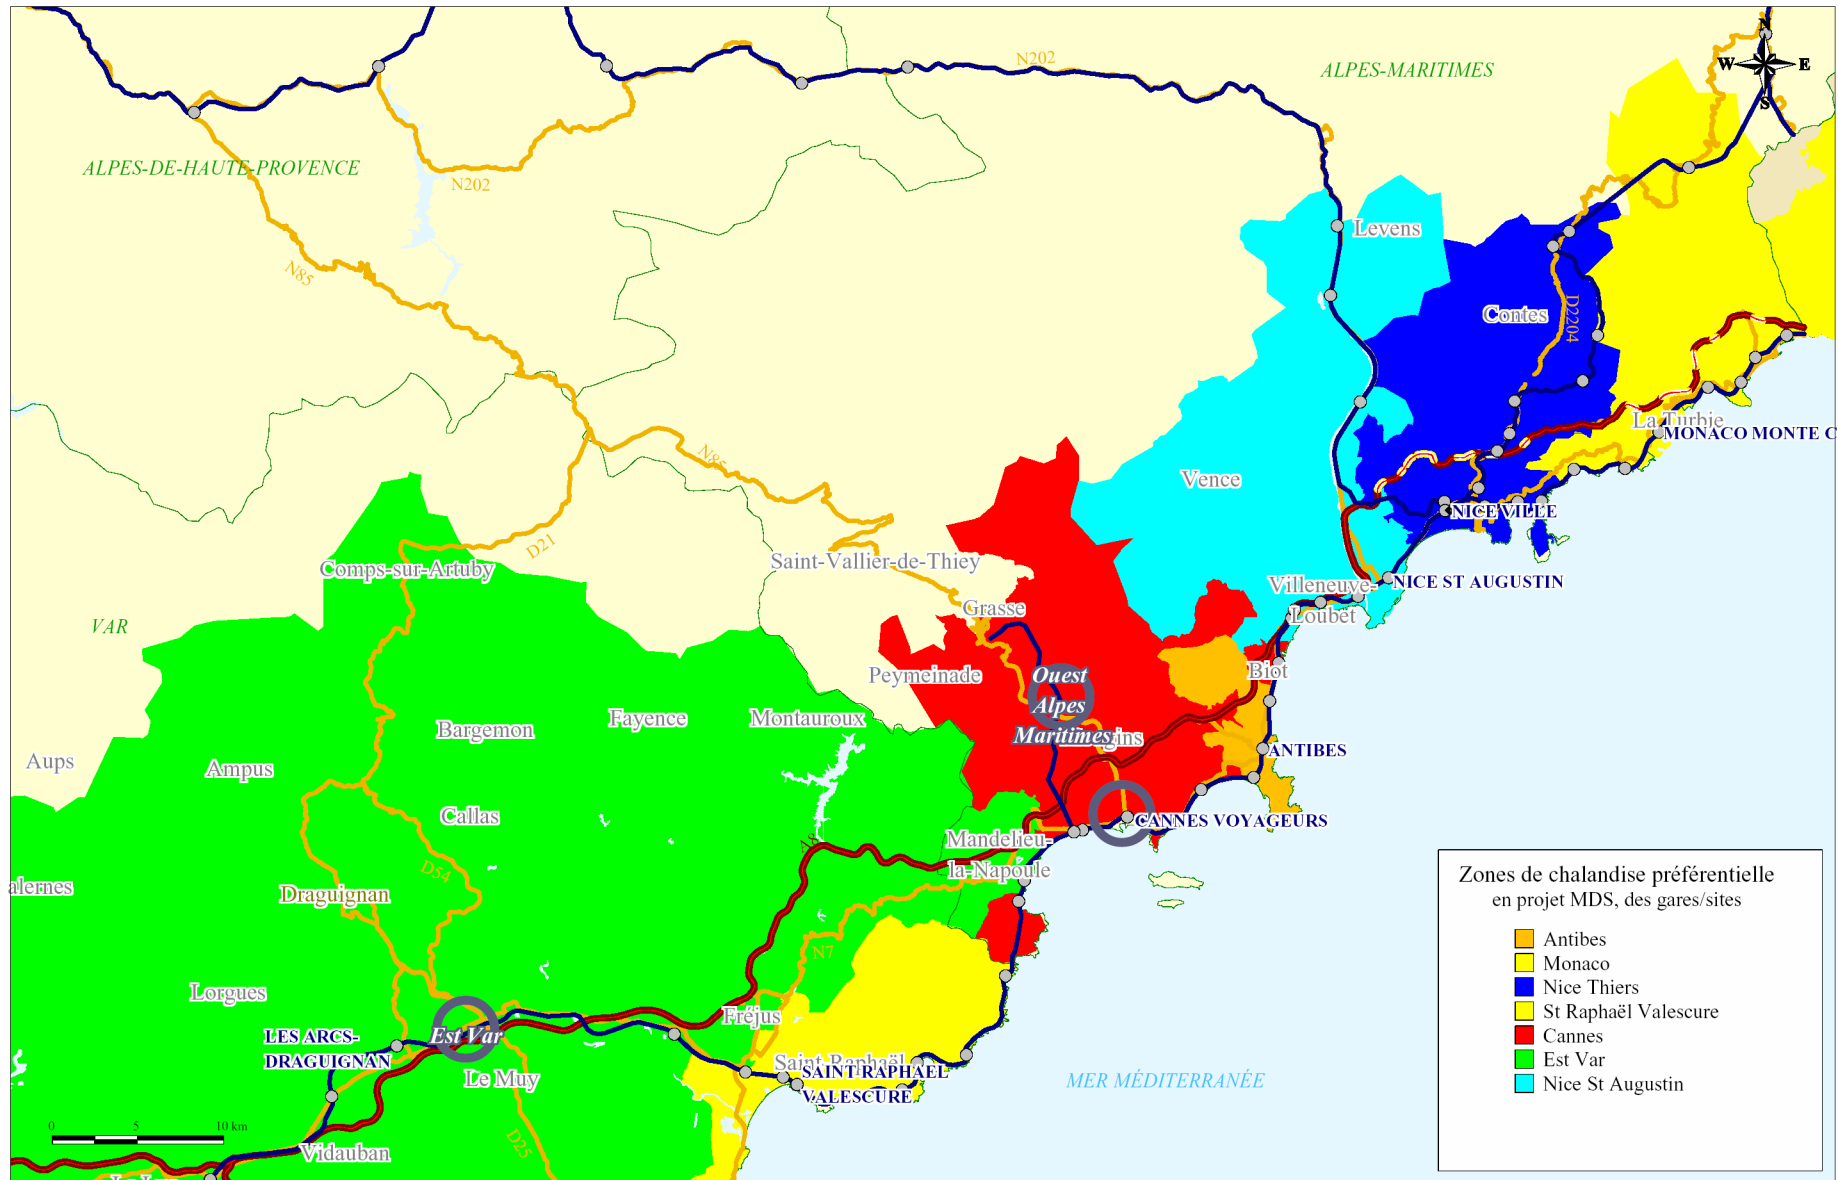 N202
ALPES-MARITIMES
N
W
E
S
ALPES-DE-HAUTE-PROVENCE
N202
N85
Levens
Contes
D2204
La Turbie
MONACO MONTE C
N85
Vence
NICE VILLE
D21
Comps-sur-Artuby
Saint-Vallier-de-Thiey
NICE ST AUGUSTIN
Villeneuve-
Loubet
Grasse
VAR
Peymeinade
Ouest
Alpes
Maritimes
Biot
Fayence
Montauroux
Bargemon
ANTIBES
Aups
Ampus
Callas
CANNES VOYAGEURS
Mandelieu-
la-Napoule
A8
D54
alernes
Draguignan
N7
Lorgues
Fréjus
Est Var
LES ARCS-
DRAGUIGNAN
Le Muy
Saint-Raphaël
SAINT RAPHAEL
VALESCURE
MER MÉDITERRANÉE
0 5 10 km
Vidauban
D25
Zones de chalandise préférentielle
en projet MDS, des gares/sites
Antibes
Monaco
Nice Thiers
St Raphaël Valescure
Cannes
Est Var
Nice St Augustin